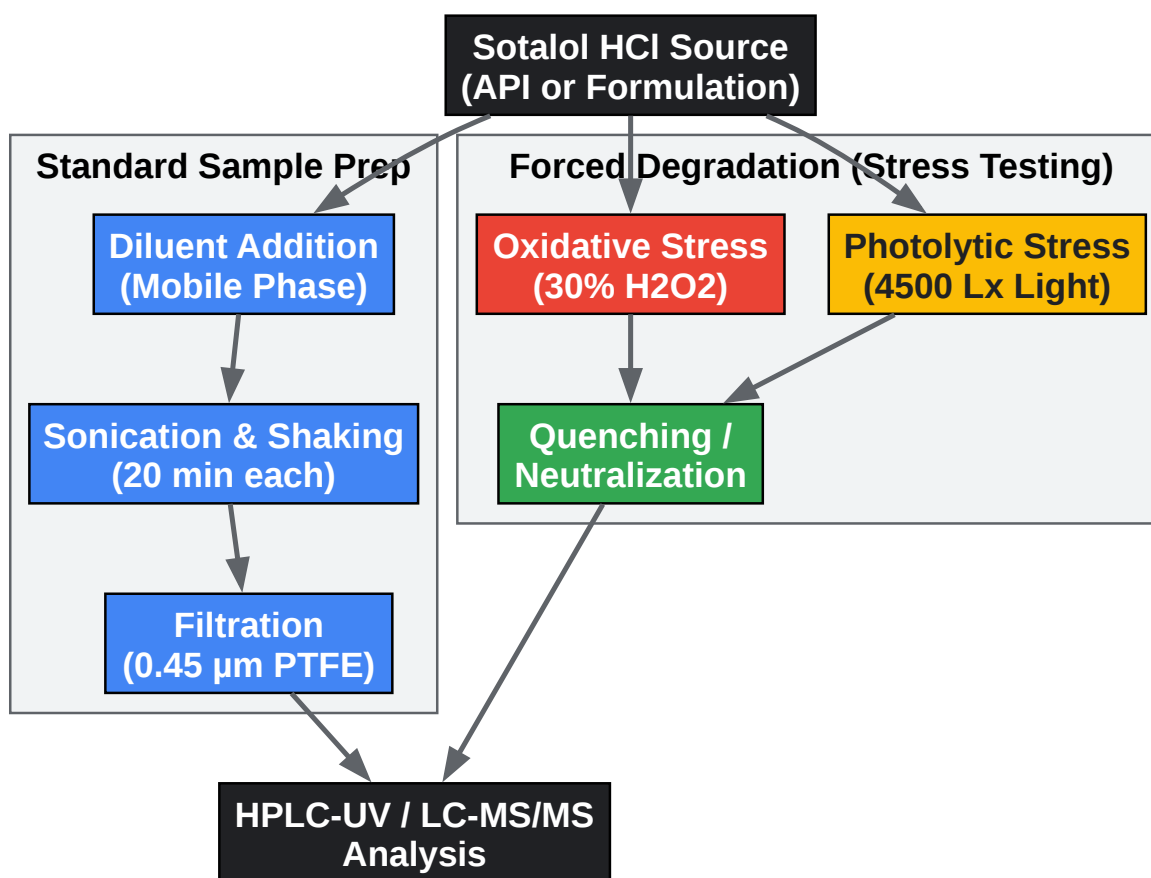 Sotalol HCl Source
(API or Formulation)
Standard Sample Prep
Forced Degradation (Stress Testing)
Diluent Addition
(Mobile Phase)
Oxidative Stress
(30% H2O2)
Photolytic Stress
(4500 Lx Light)
Sonication & Shaking
(20 min each)
Quenching /
Neutralization
Filtration
(0.45 µm PTFE)
HPLC-UV / LC-MS/MS
Analysis